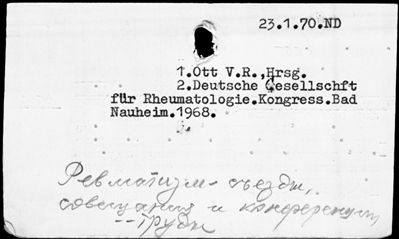 23.1.70.ND
1.Ott V.R.,Hrsg.
2.Deutsche Gesellschft
für Rheumatologie.Kongress.Bad
Nauheim.1968.
Ревматизм - съезды,
совещания и конференции
-- Труды